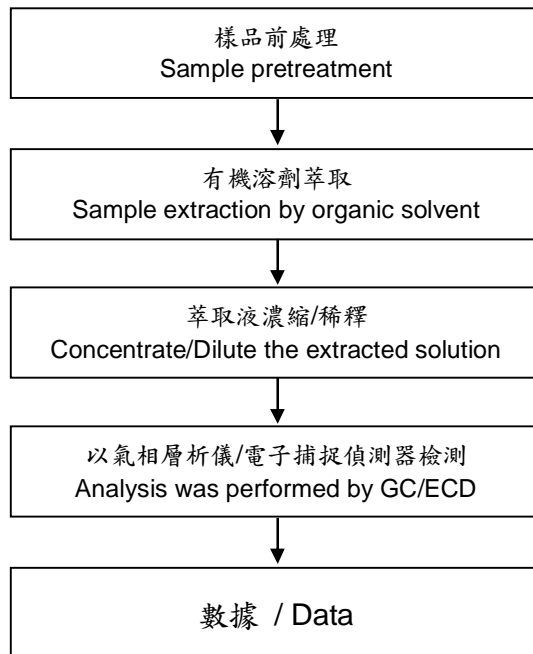 樣品前處理
Sample pretreatment
有機溶劑萃取
Sample extraction by organic solvent
萃取液濃縮/稀釋
Concentrate/Dilute the extracted solution
以氣相層析儀/電子捕捉偵測器檢測
Analysis was performed by GC/ECD
數據 / Data